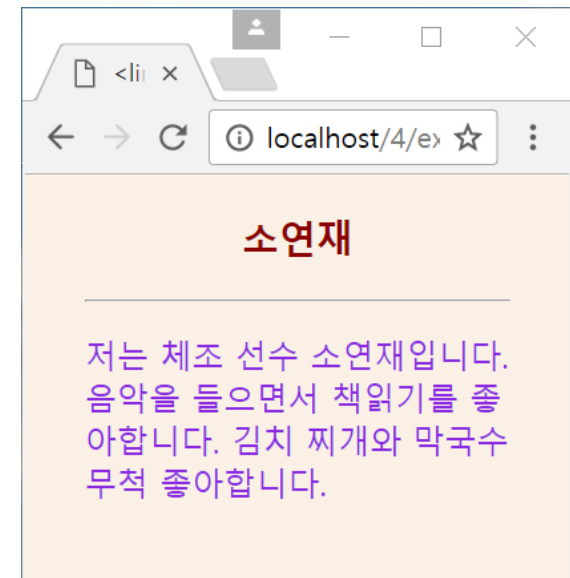 <li
localhost/4/ex
소연재
저는 체조 선수 소연재입니다.
음악을 들으면서 책읽기를 좋
아합니다. 김치 찌개와 막국수
무척 좋아합니다.